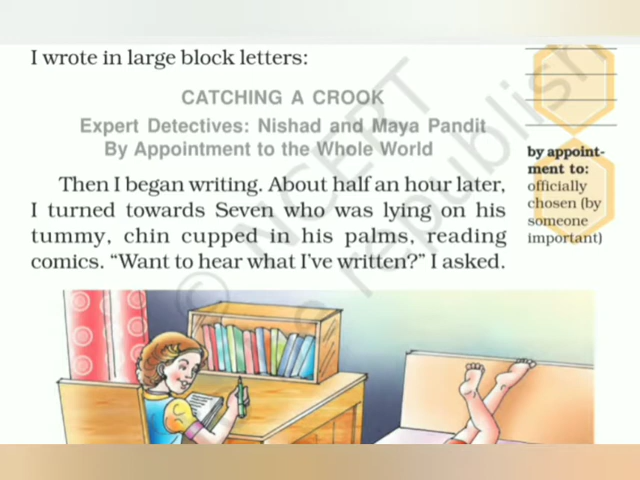 I wrote in large block letters:
CATCHING A CROOK
Expert Detectives: Nishad and Maya Pandit
By Appointment to the Whole World
Then I began writing. About half an hour later,
I turned towards Seven who was lying on his
tummy, chin cupped in his palms, reading
comics. “Want to hear what I’ve written?” I asked.
by appoint-
ment to:
officially
chosen (by
someone
important)
© NCERT
republish